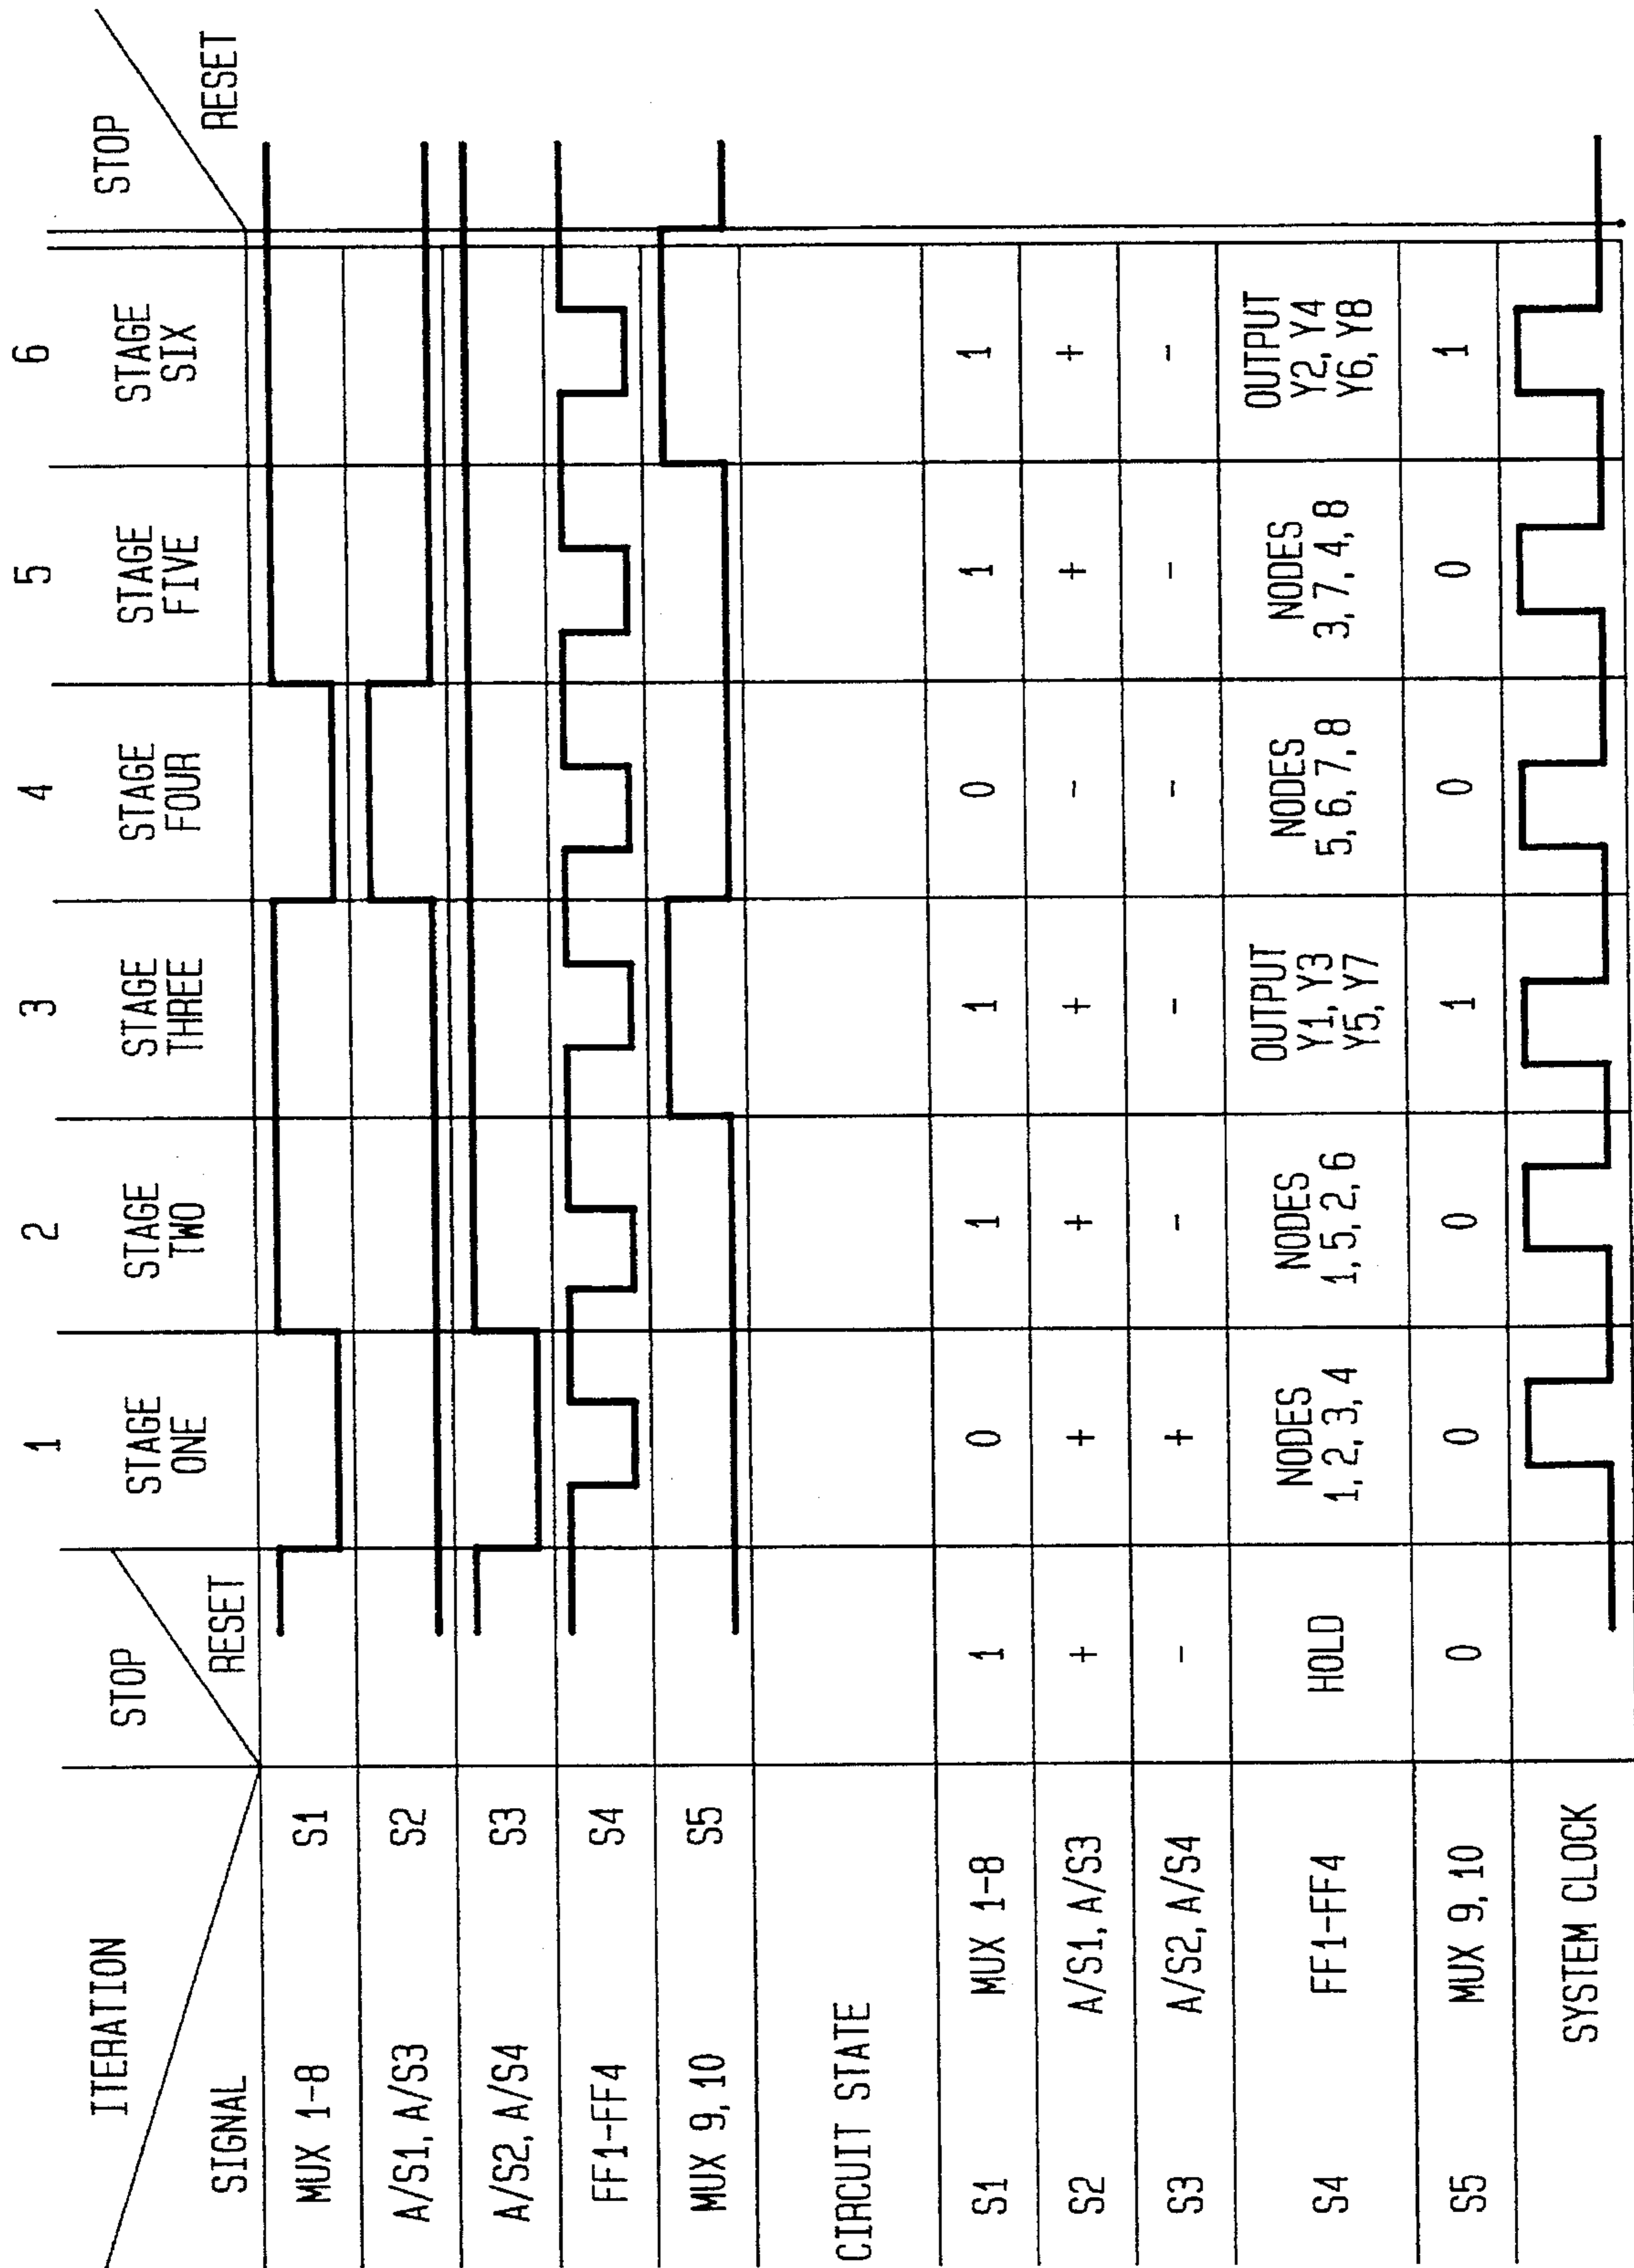 ITERATION
SIGNAL
STOP
RESET
1
STAGE
ONE
2
STAGE
TWO
3
STAGE
THREE
4
STAGE
FOUR
5
STAGE
FIVE
6
STAGE
SIX
STOP
RESET
MUX 1-8 S1
A/S1, A/S3 S2
A/S2, A/S4 S3
FF1-FF4 S4
MUX 9, 10 S5
CIRCUIT STATE
S1 MUX 1-8 1 0 1 1 0 1 1
S2 A/S1, A/S3 + + + + - + +
S3 A/S2, A/S4 - + - - - - -
S4 FF1-FF4 HOLD
NODES
1, 2, 3, 4
NODES
1, 5, 2, 6
OUTPUT
Y1, Y3
Y5, Y7
NODES
5, 6, 7, 8
NODES
3, 7, 4, 8
OUTPUT
Y2, Y4
Y6, Y8
S5 MUX 9, 10 0 0 0 1 0 0 1
SYSTEM CLOCK